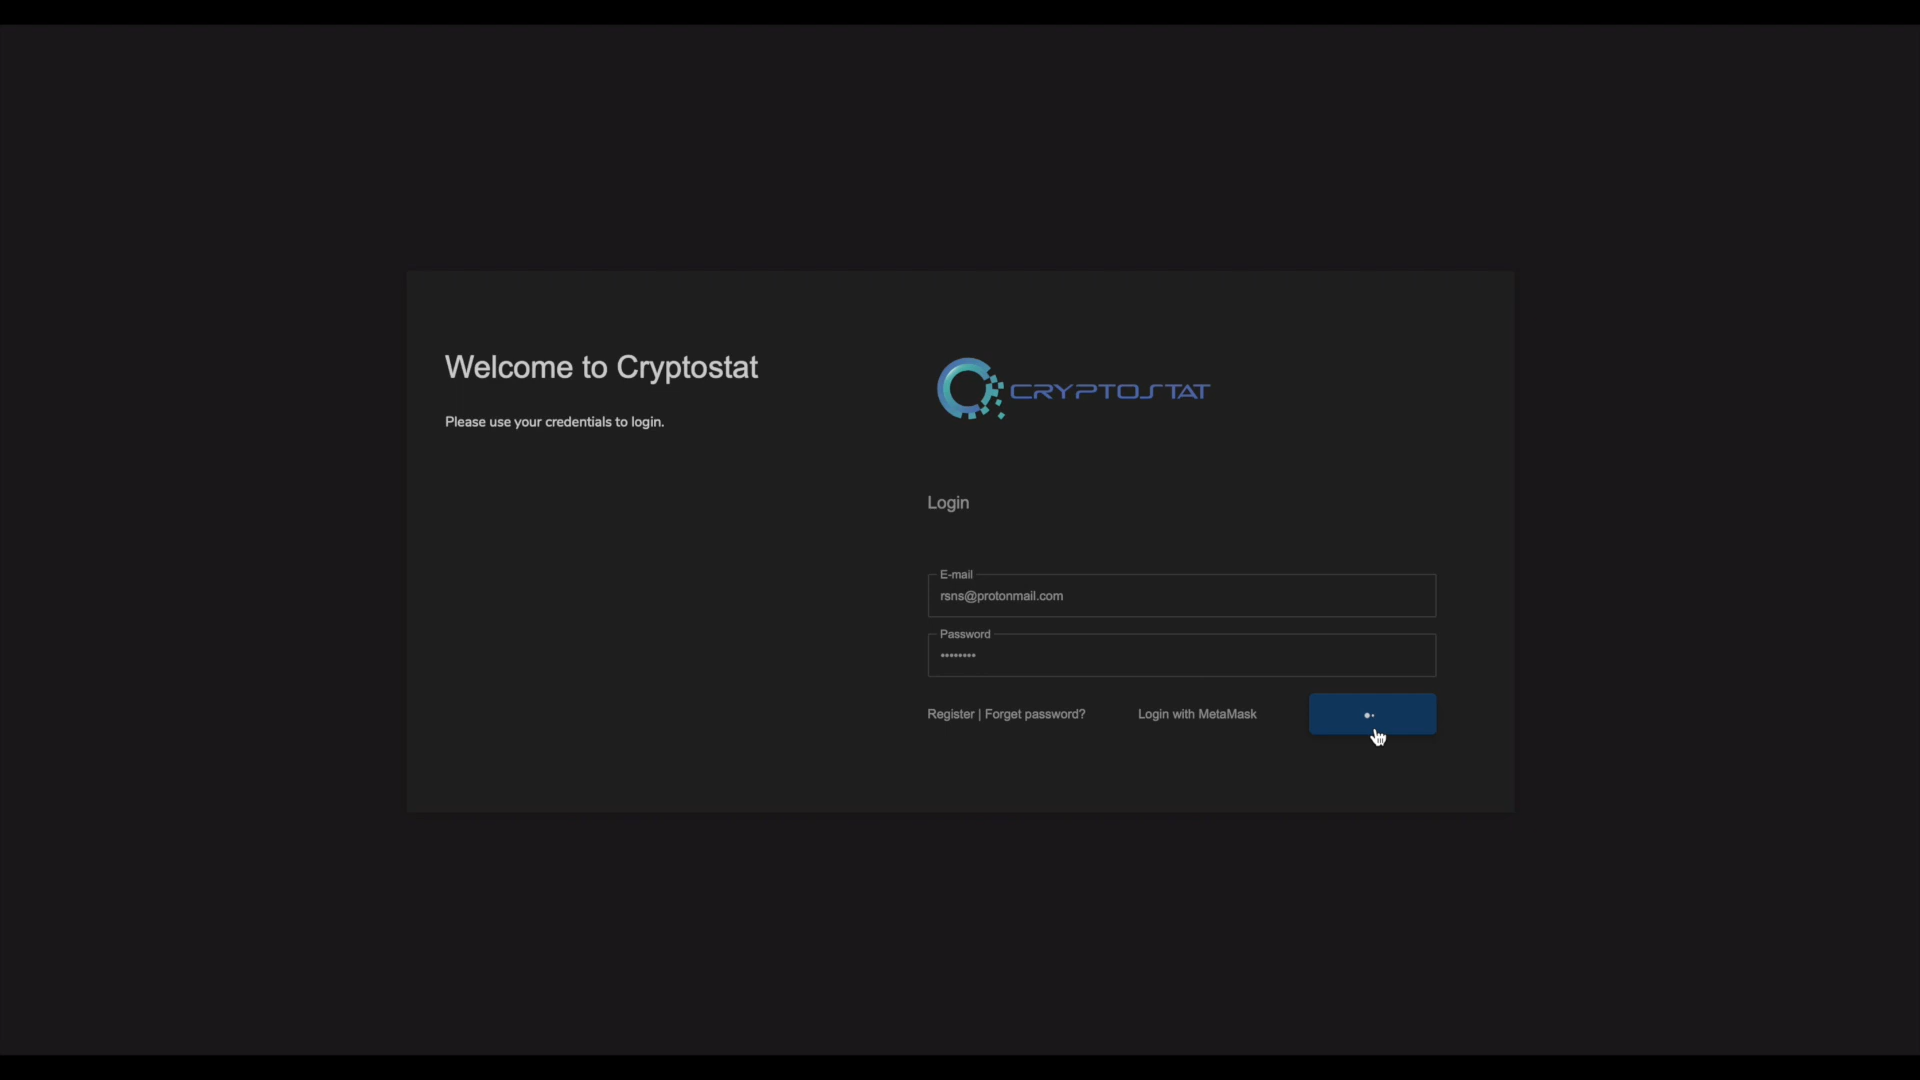 Welcome to Cryptostat
Please use your credentials to login.
CRYPTOSTAT
Login
E-mail
rsns@protonmail.com
Password
••••••••
Register | Forget password?
Login with MetaMask